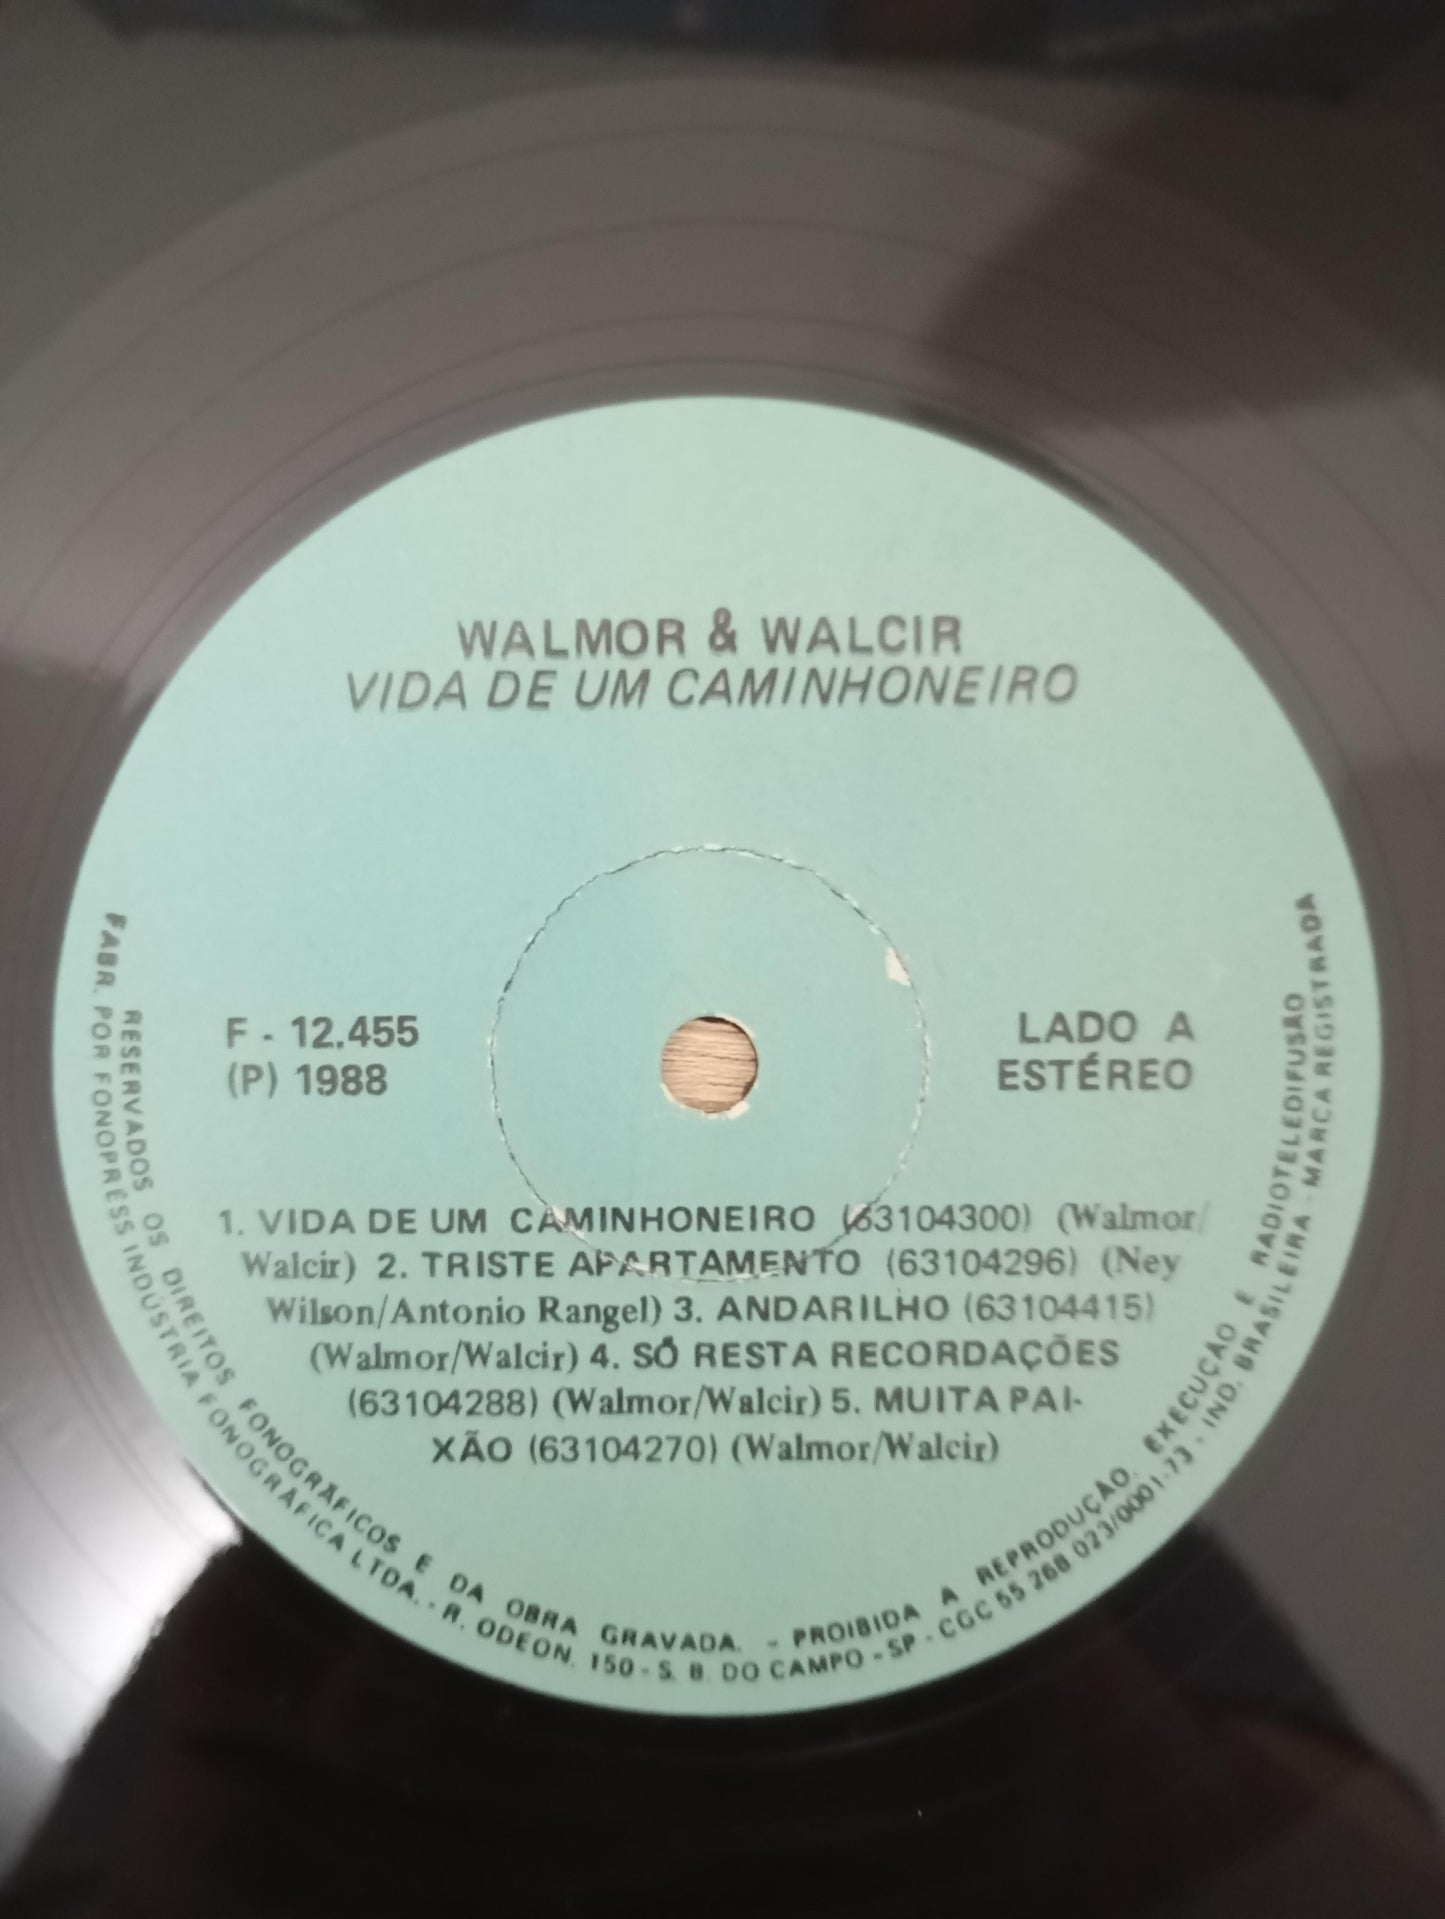 WALMOR & WALCIR
VIDA DE UM CAMINHONEIRO
F - 12.455
(P) 1988
LADO A
ESTÉREO
1. VIDA DE UM CAMINHONEIRO (63104300) (Walmor/
Walcir) 2. TRISTE APARTAMENTO (63104296) (Ney
Wilson/Antonio Rangel) 3. ANDARILHO (63104415)
(Walmor/Walcir) 4. SÓ RESTA RECORDAÇÕES
(63104288) (Walmor/Walcir) 5. MUITA PAI-
XÃO (63104270) (Walmor/Walcir)
RESERVADOS OS DIREITOS FONOGRÁFICOS E DA OBRA GRAVADA. - PROIBIDA A REPRODUÇÃO, EXECUÇÃO E RADIOTELEDIFUSÃO
FABR. POR FONOPRESS INDÚSTRIA FONOGRÁFICA LTDA. - R. ODEON, 150 - S. B. DO CAMPO - SP - CGC 55 268 023/0001-73 - IND. BRASILEIRA - MARCA REGISTRADA